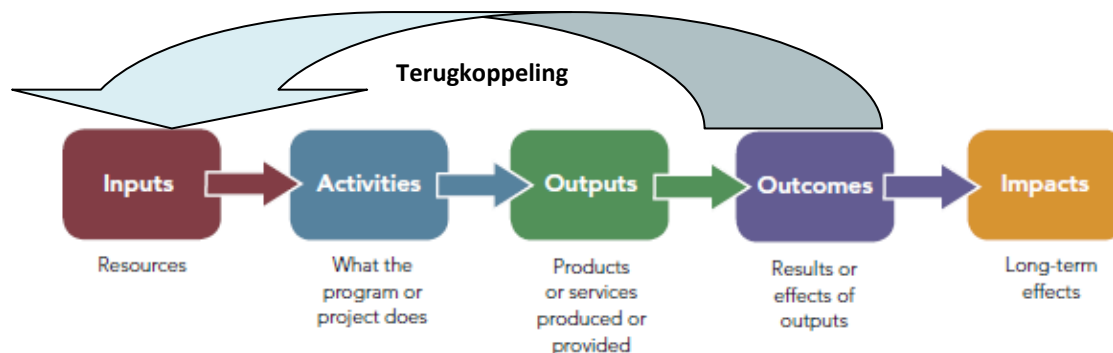 Terugkoppeling
Inputs
Activities
Outputs
Outcomes
Impacts
Resources
What the
program or
project does
Products
or services
produced or
provided
Results or
effects of
outputs
Long-term
effects